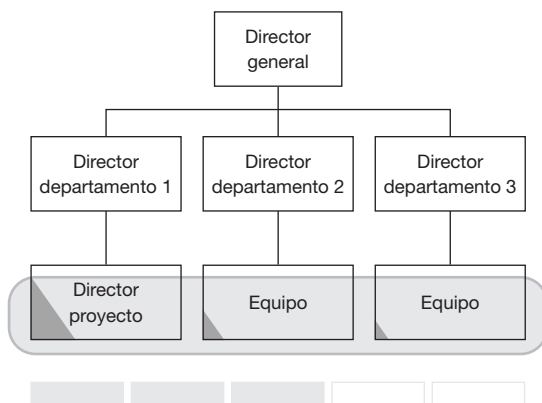 Director
general
Director
departamento 1
Director
departamento 2
Director
departamento 3
Director
proyecto
Equipo
Equipo